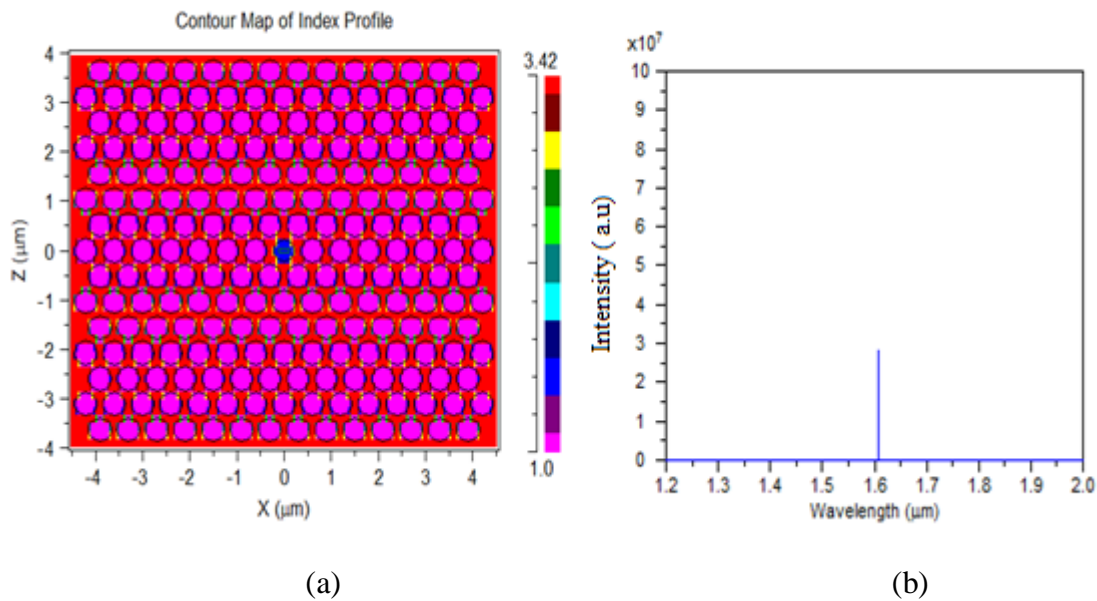 Contour Map of Index Profile
4
3
2
1
0
-1
-2
-3
-4
Z (μm)
-4 -3 -2 -1 0 1 2 3 4
X (μm)
3.42
1.0
(a)
x10⁷
10
9
8
7
6
5
4
3
2
1
0
Intensity ( a.u)
1.2 1.3 1.4 1.5 1.6 1.7 1.8 1.9 2.0
Wavelength (μm)
(b)